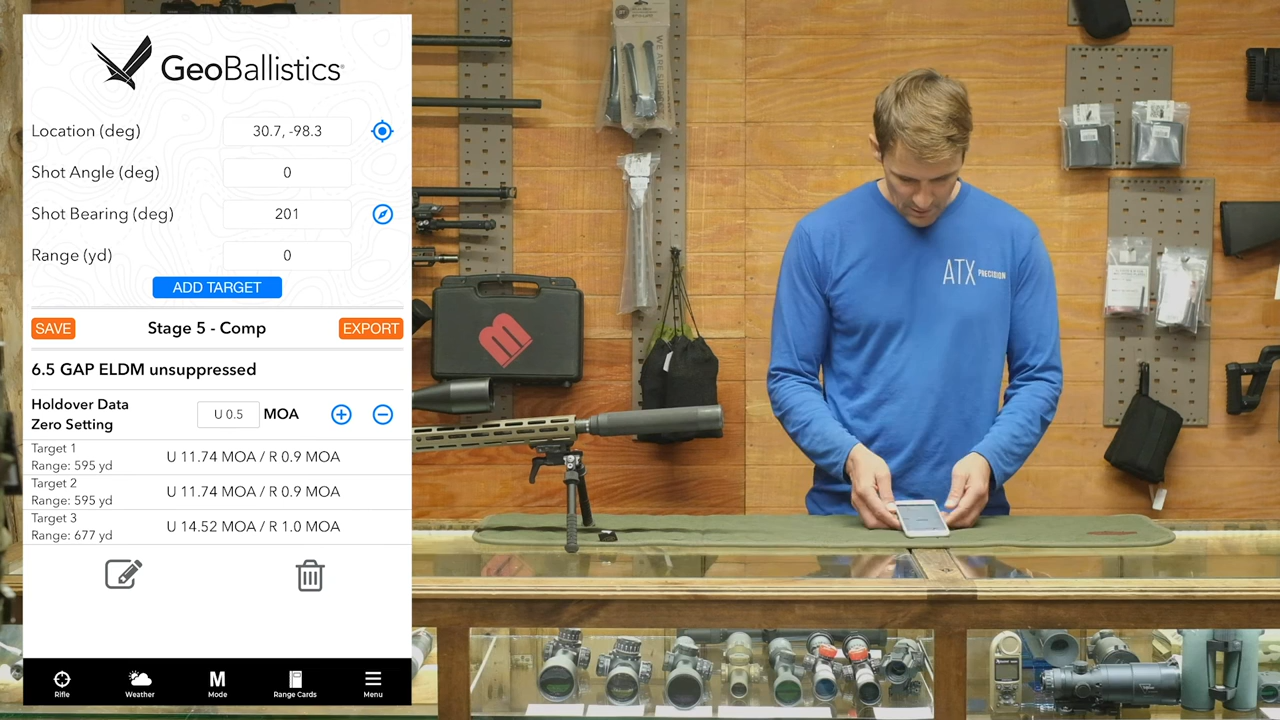 GeoBallistics
Location (deg)
30.7, -98.3
Shot Angle (deg)
0
Shot Bearing (deg)
201
Range (yd)
0
ADD TARGET
SAVE
Stage 5 - Comp
EXPORT
6.5 GAP ELDM unsuppressed
Holdover Data
Zero Setting
U 0.5
MOA
Target 1
Range: 595 yd
U 11.74 MOA / R 0.9 MOA
Target 2
Range: 595 yd
U 11.74 MOA / R 0.9 MOA
Target 3
Range: 677 yd
U 14.52 MOA / R 1.0 MOA
Rifle
Weather
M
Mode
Range Cards
Menu
ATX PRECISION